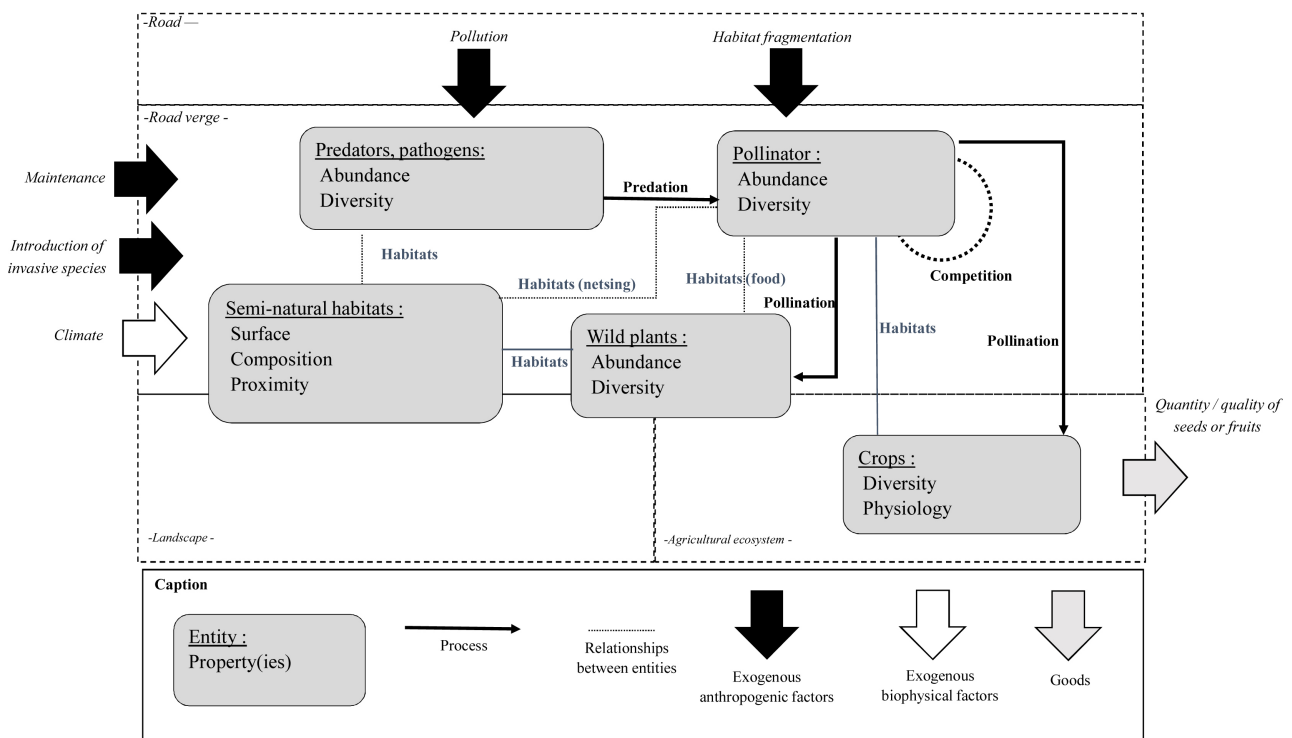 -Road —
Pollution
Habitat fragmentation
-Road verge -
Maintenance
Introduction of
invasive species
Climate
Predators, pathogens:
Abundance
Diversity
Predation
Pollinator :
Abundance
Diversity
Habitats
Habitats (netsing)
Habitats (food)
Competition
Pollination
Habitats
Pollination
Semi-natural habitats :
Surface
Composition
Proximity
Habitats
Wild plants :
Abundance
Diversity
Quantity / quality of
seeds or fruits
Crops :
Diversity
Physiology
-Landscape -
-Agricultural ecosystem -
Caption
Entity :
Property(ies)
Process
Relationships
between entities
Exogenous
anthropogenic factors
Exogenous
biophysical factors
Goods